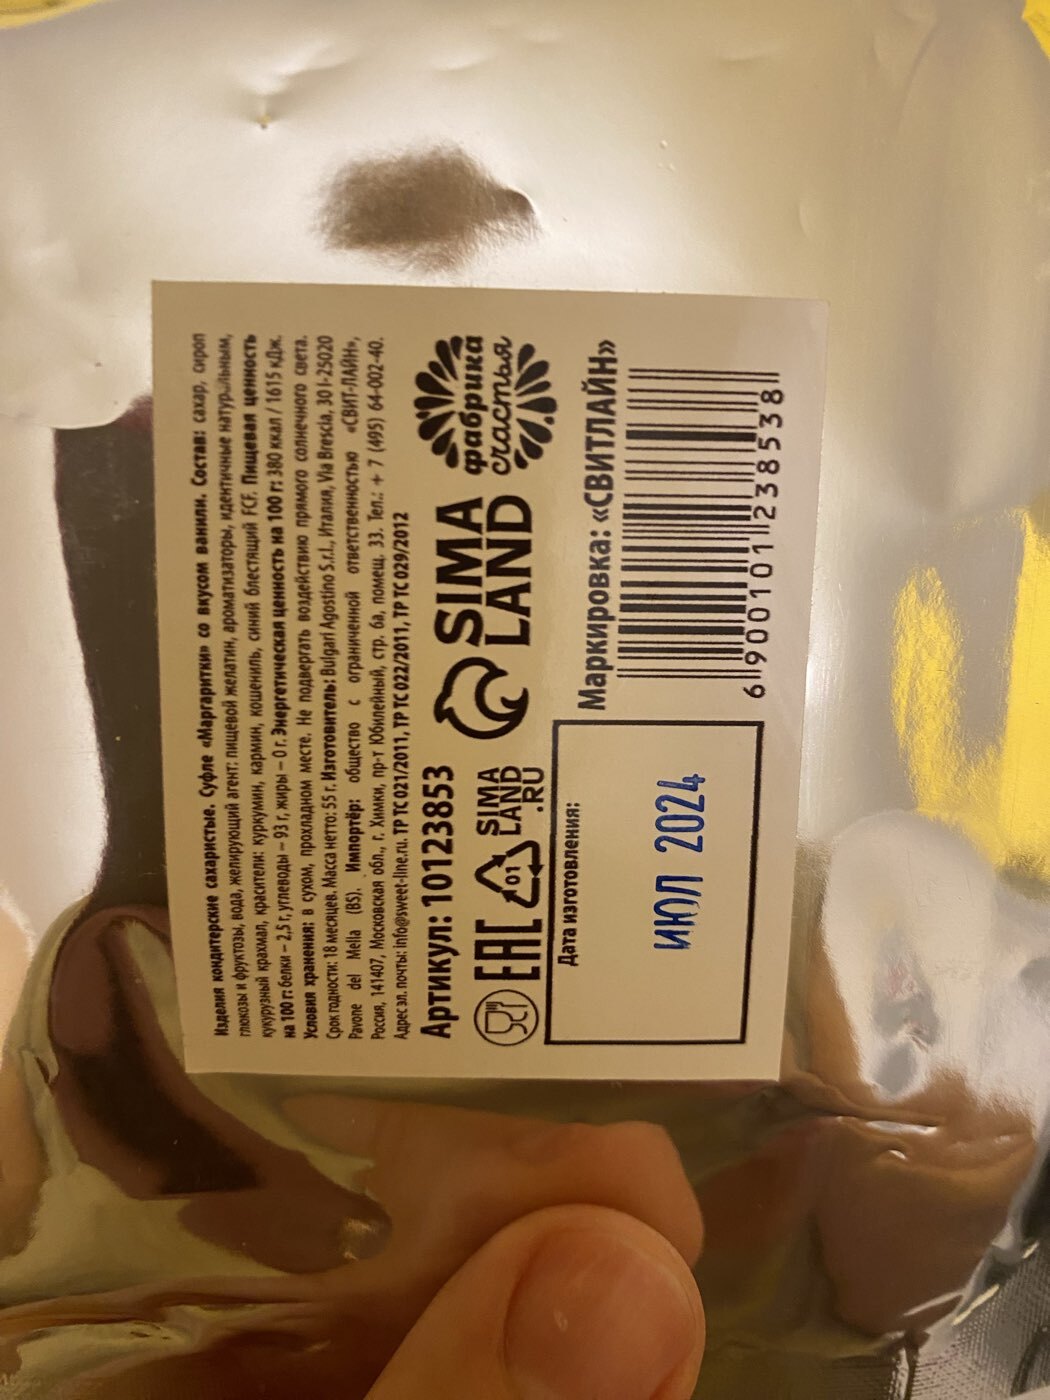 Изделия кондитерские сахаристые. Суфле «Маргаритки» со вкусом ванили. Состав: сахар, сироп
глюкозы и фруктозы, вода, желирующий агент: пищевой желатин, ароматизаторы, идентичные натуральным,
кукурузный крахмал, красители: куркумин, кармин, кошениль, синий блестящий FCF. Пищевая ценность
на 100 г: белки – 2,5 г, углеводы – 93 г, жиры – 0 г. Энергетическая ценность на 100 г: 380 ккал / 1615 кДж.
Условия хранения: в сухом, прохладном месте. Не подвергать воздействию прямого солнечного света.
Срок годности: 18 месяцев. Масса нетто: 55 г. Изготовитель: Bulgari Agostino S.r.l., Италия, Via Brescia, 301-25020
Pavone del Mella (BS). Импортёр: общество с ограниченной ответственностью «СВИТ-ЛАЙН»,
Россия, 141407, Московская обл., г. Химки, пр-т Юбилейный, стр. 6а, помещ. 33. Тел.: + 7 (495) 64-002-40.
Адрес эл. почты: info@sweet-line.ru. ТР ТС 021/2011, ТР ТС 022/2011, ТР ТС 029/2012
Артикул: 10123853
EAC
01
SIMA
LAND
.RU
SIMA
LAND
фабрика
счастья
Дата изготовления:
ИЮЛ 2024
Маркировка: «СВИТЛАЙН»
6 900101 238538